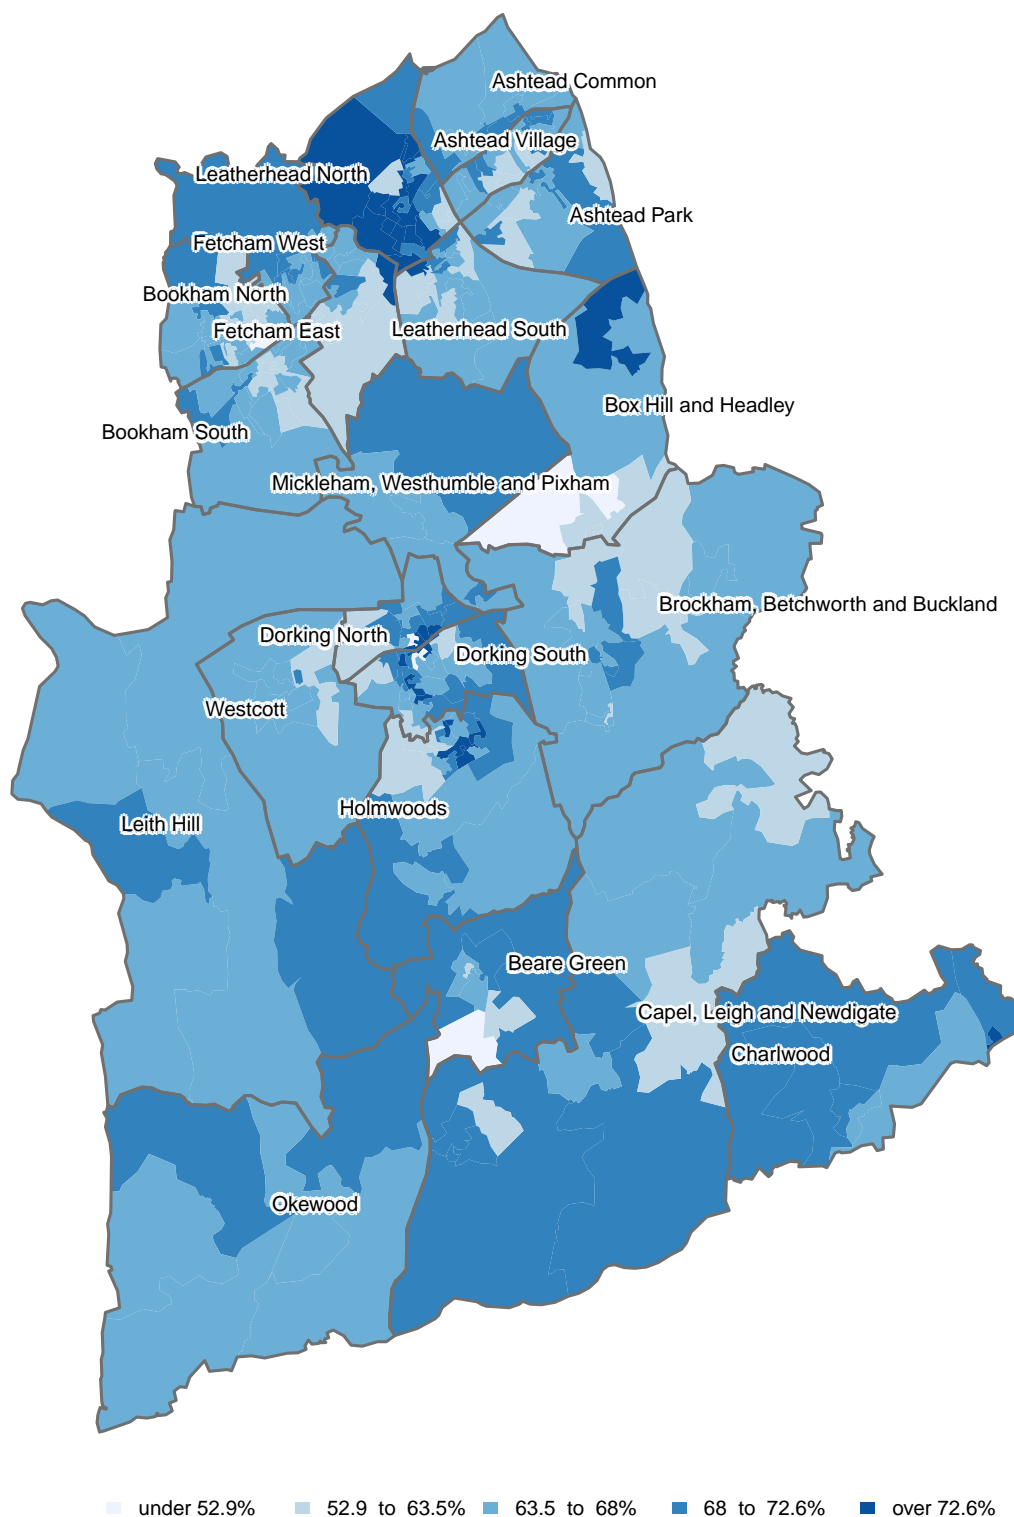 Ashtead Common
Ashtead Village
Leatherhead North
Ashtead Park
Fetcham West
Bookham North
Fetcham East
Leatherhead South
Box Hill and Headley
Bookham South
Mickleham, Westhumble and Pixham
Brockham, Betchworth and Buckland
Dorking North
Dorking South
Westcott
Holmwoods
Leith Hill
Beare Green
Capel, Leigh and Newdigate
Charlwood
Okewood
under 52.9% 52.9 to 63.5% 63.5 to 68% 68 to 72.6% over 72.6%